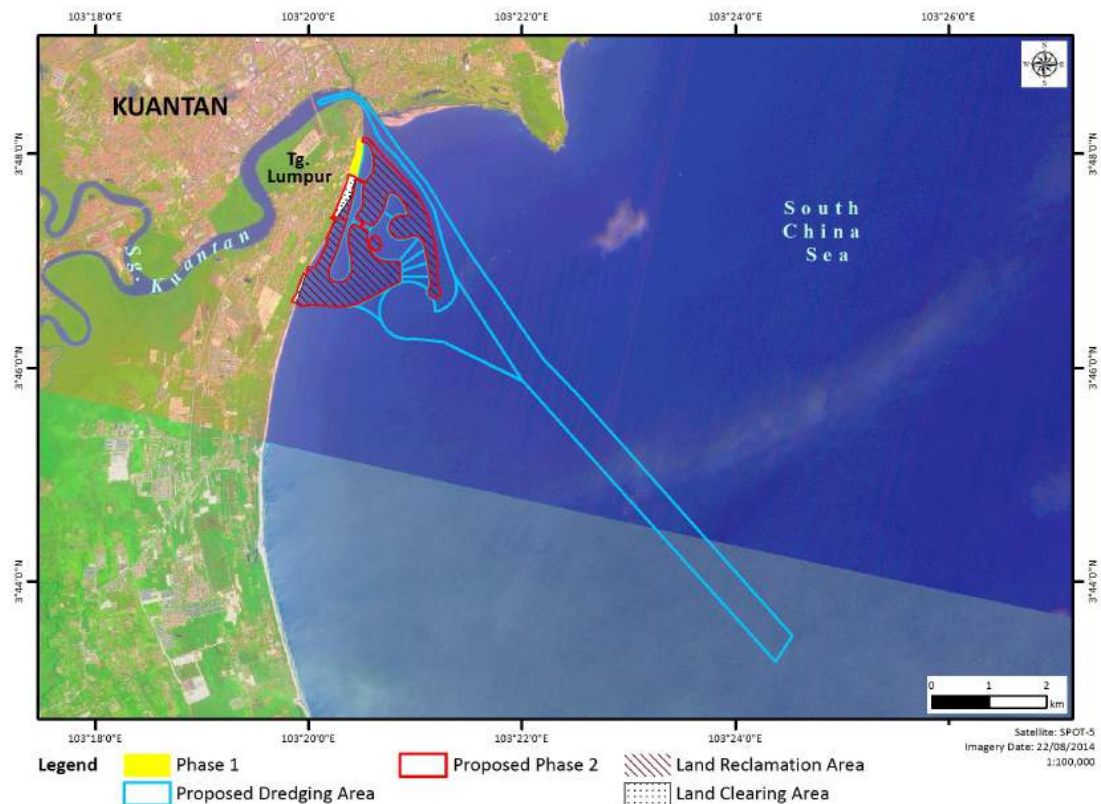 103°18'0"E 103°20'0"E 103°22'0"E 103°24'0"E 103°26'0"E
N
W E
S
KUANTAN
3°48'0"N 3°48'0"N
Tg.
Lumpur
South
China
Sea
Sg. Kuantan
3°46'0"N 3°46'0"N
3°44'0"N 3°44'0"N
0 1 2
km
103°18'0"E 103°20'0"E 103°22'0"E 103°24'0"E 103°26'0"E
Satellite: SPOT-5
Imagery Date: 22/08/2014
1:100,000
Legend Phase 1 Proposed Phase 2 Land Reclamation Area
Proposed Dredging Area Land Clearing Area